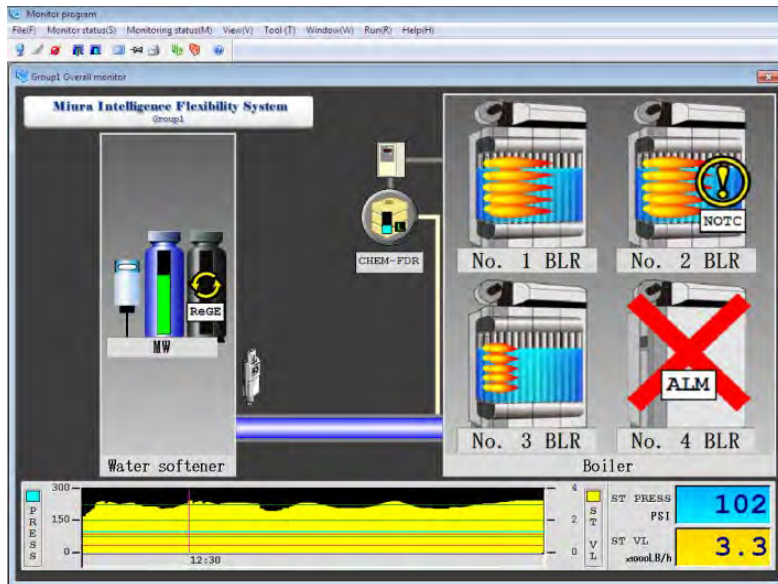 Monitor program
File(F) Monitor status(S) Monitoring status(M) View(V) Tool (T) Window(W) Run(R) Help(H)
Group1 Overall monitor
Miura Intelligence Flexibility System
Group1
CHEM-FDR
L
ReGE
MW
Water softener
No. 1 BLR
NOTC
No. 2 BLR
No. 3 BLR
ALM
No. 4 BLR
Boiler
PRESS
300
150
0
12:30
4
2
0
ST VL
ST PRESS
PSI
102
ST VL
x1000LB/h
3.3